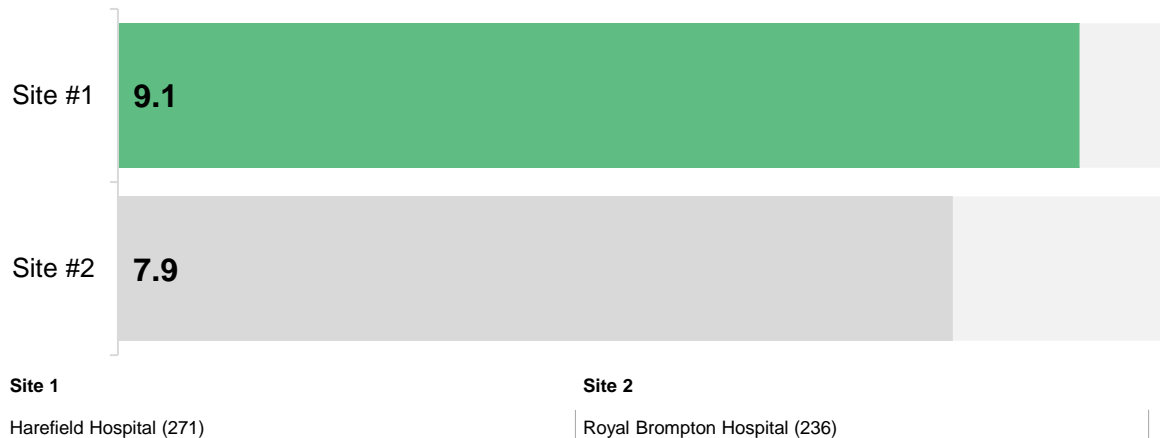 Site #1 9.1
Site #2 7.9
Site 1 Site 2
Harefield Hospital (271) Royal Brompton Hospital (236)